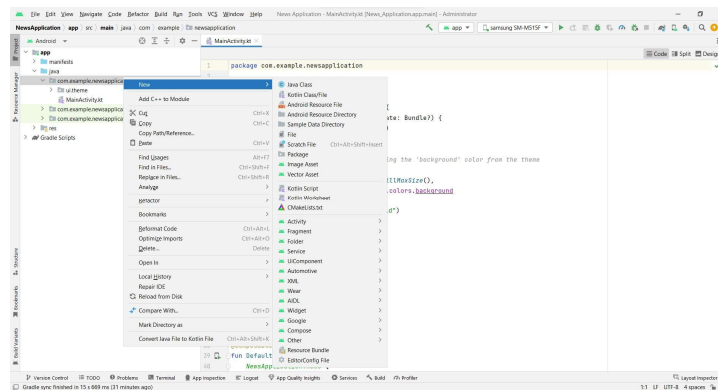 File Edit View Navigate Code Refactor Build Run Tools VCS Window Help News Application - MainActivity.kt [News_Application.app.main] - Administrator
NewsApplication app src main java com example newsapplication
app samsung SM-M515F
Android
MainActivity.kt
Code Split Design
app
manifests
java
com.example.newsapplica
ui.theme
MainActivity.kt
com.example.newsapplica
com.example.newsapplica
res
Gradle Scripts
Project
Resource Manager
Structure
Bookmarks
Build Variants
1 package com.example.newsapplication
ate: Bundle?) {
ing the 'background' color from the theme
llMaxSize(),
.colors.background
d")
39 fun Default
40 NewsAppl
New
Add C++ to Module
Cut Ctrl+X
Copy Ctrl+C
Copy Path/Reference...
Paste Ctrl+V
Find Usages Alt+F7
Find in Files... Ctrl+Shift+F
Replace in Files... Ctrl+Shift+R
Analyze
Refactor
Bookmarks
Reformat Code Ctrl+Alt+L
Optimize Imports Ctrl+Alt+O
Delete... Delete
Open In
Local History
Repair IDE
Reload from Disk
Compare With... Ctrl+D
Mark Directory as
Convert Java File to Kotlin File Ctrl+Alt+Shift+K
Java Class
Kotlin Class/File
Android Resource File
Android Resource Directory
Sample Data Directory
File
Scratch File Ctrl+Alt+Shift+Insert
Package
Image Asset
Vector Asset
Kotlin Script
Kotlin Worksheet
CMakeLists.txt
Activity
Fragment
Folder
Service
UiComponent
Automotive
XML
Wear
AIDL
Widget
Google
Compose
Other
Resource Bundle
EditorConfig File
Version Control TODO Problems Terminal App Inspection Logcat App Quality Insights Services Build Profiler Layout Inspector
Gradle sync finished in 15 s 669 ms (31 minutes ago) 1:1 LF UTF-8 4 spaces